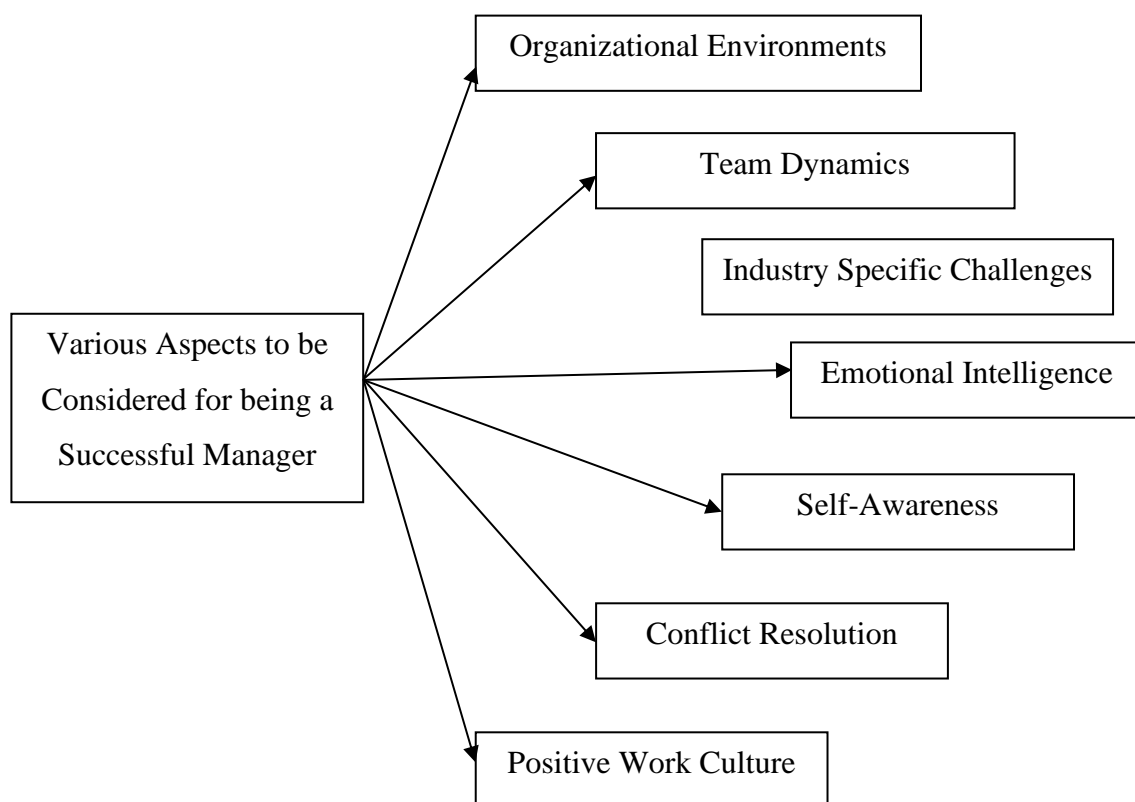 Organizational Environments
Team Dynamics
Industry Specific Challenges
Various Aspects to be
Considered for being a
Successful Manager
Emotional Intelligence
Self-Awareness
Conflict Resolution
Positive Work Culture